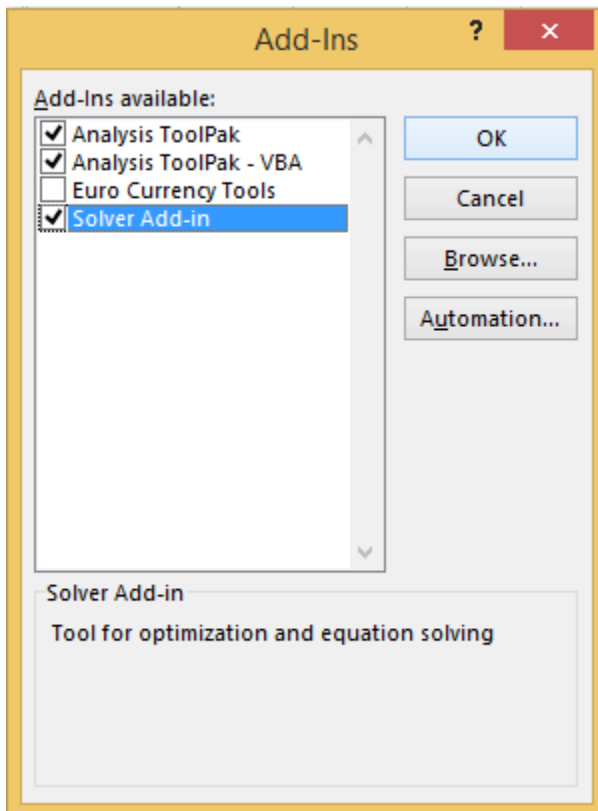 Add-Ins
?
Add-Ins available:
Analysis ToolPak
OK
Analysis ToolPak - VBA
Euro Currency Tools
Cancel
Solver Add-in
Browse...
Automation...
Solver Add-in
Tool for optimization and equation solving